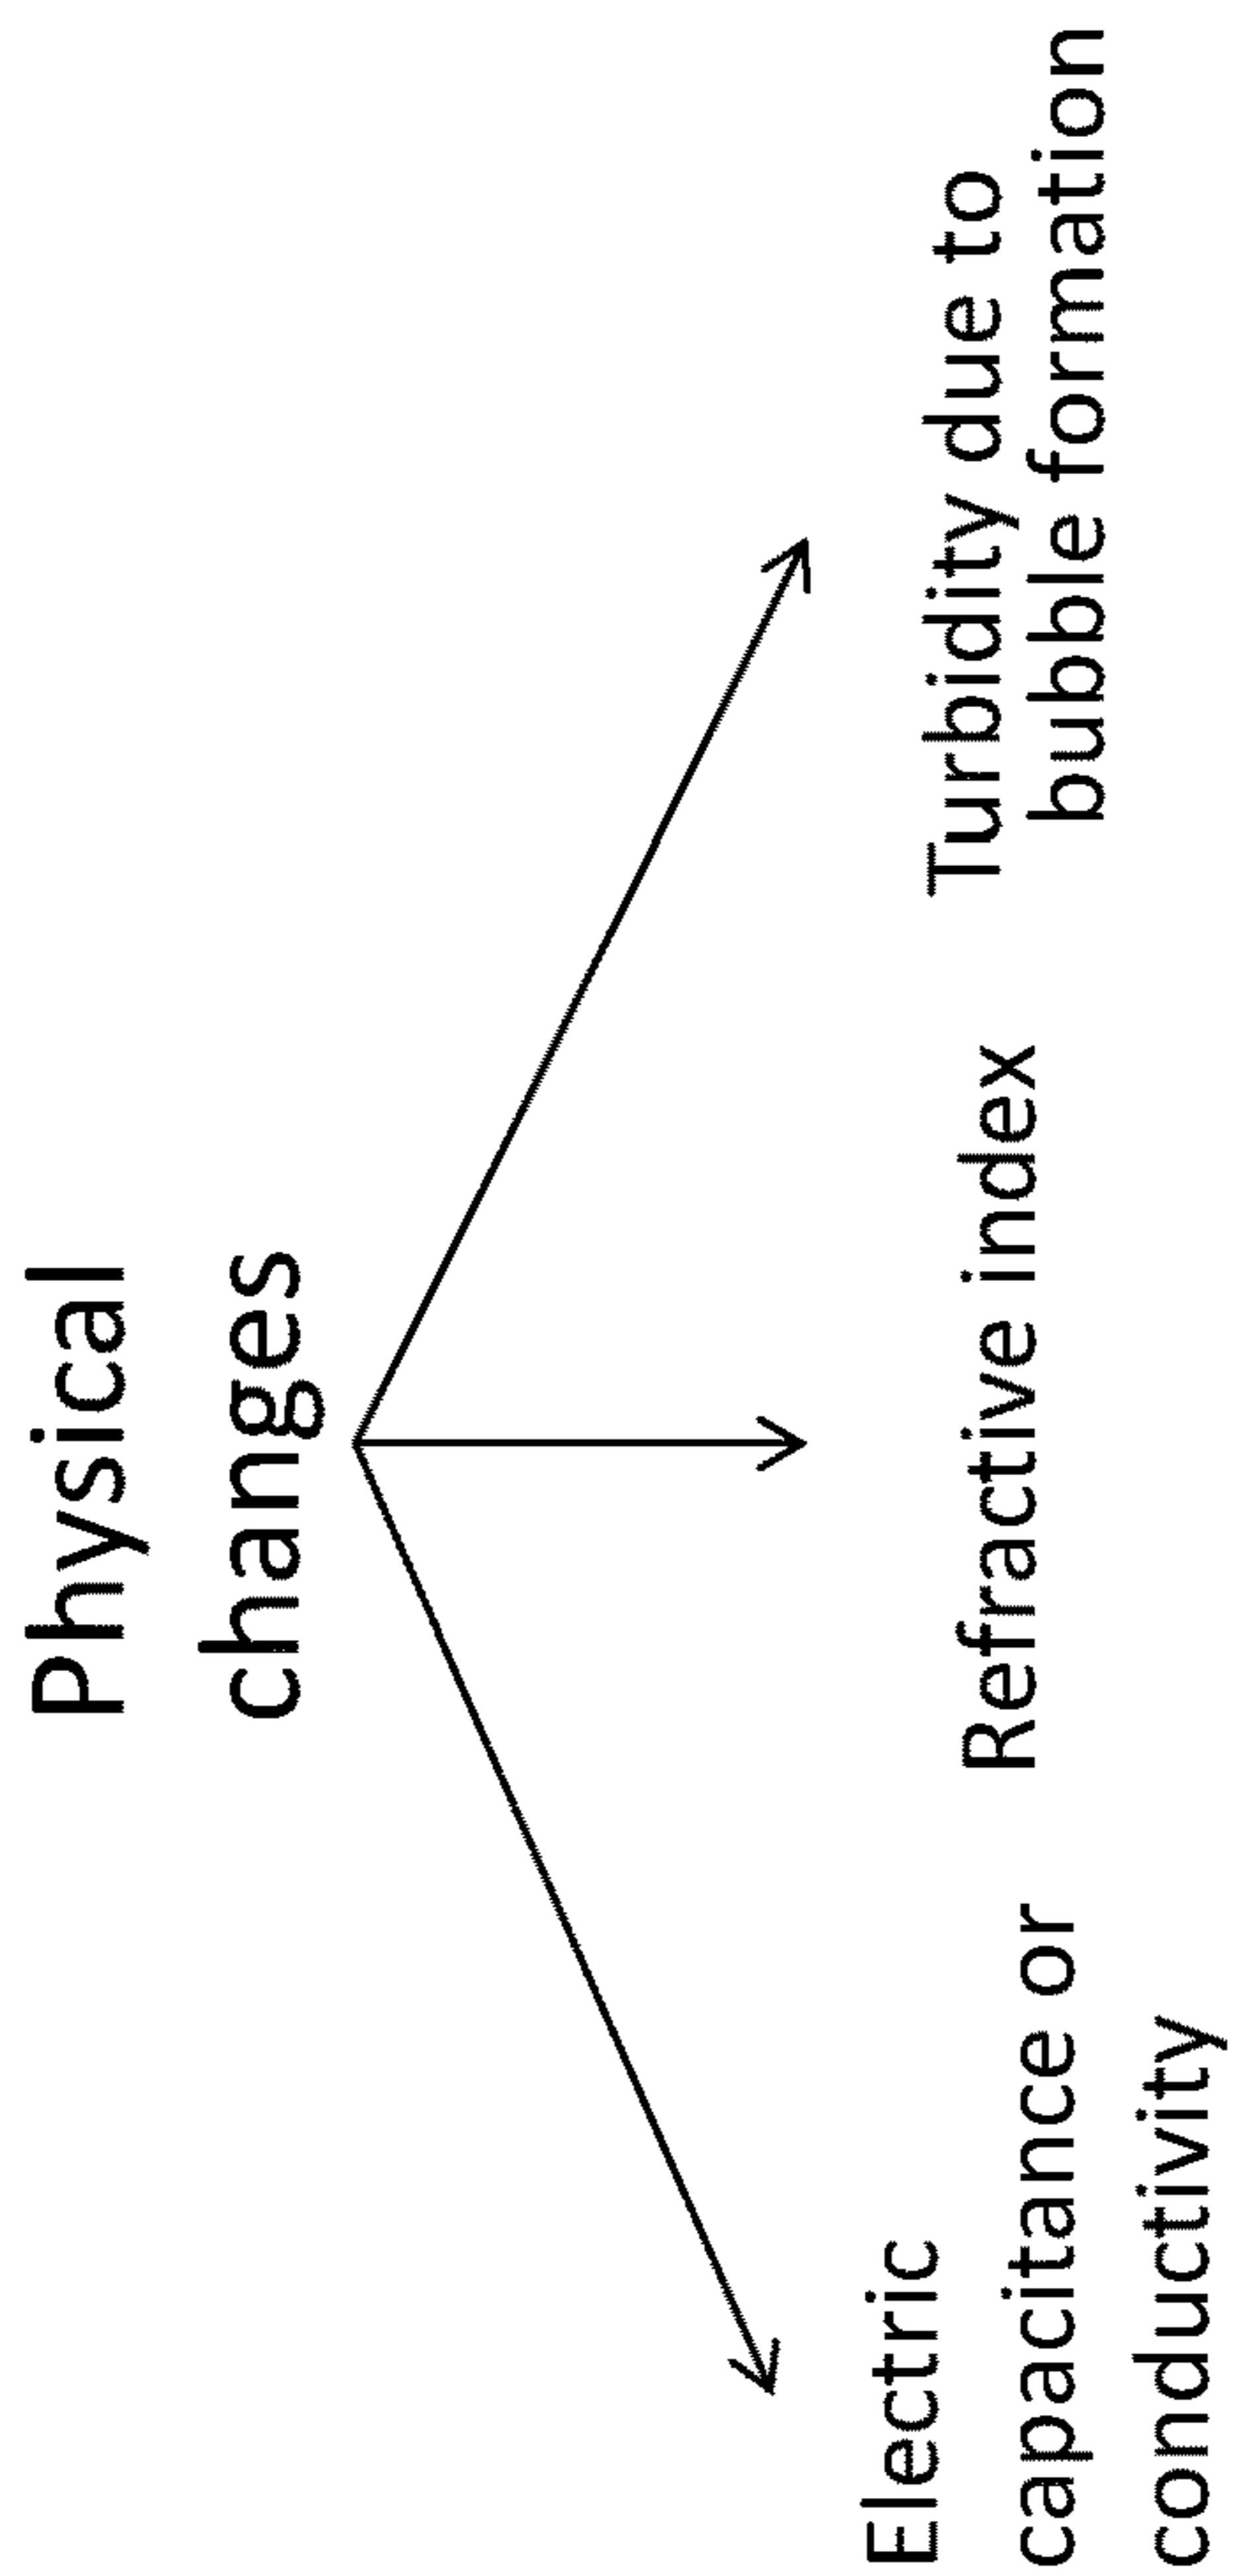 Physical
changes
Electric
capacitance or
conductivity
Refractive index
Turbidity due to
bubble formation